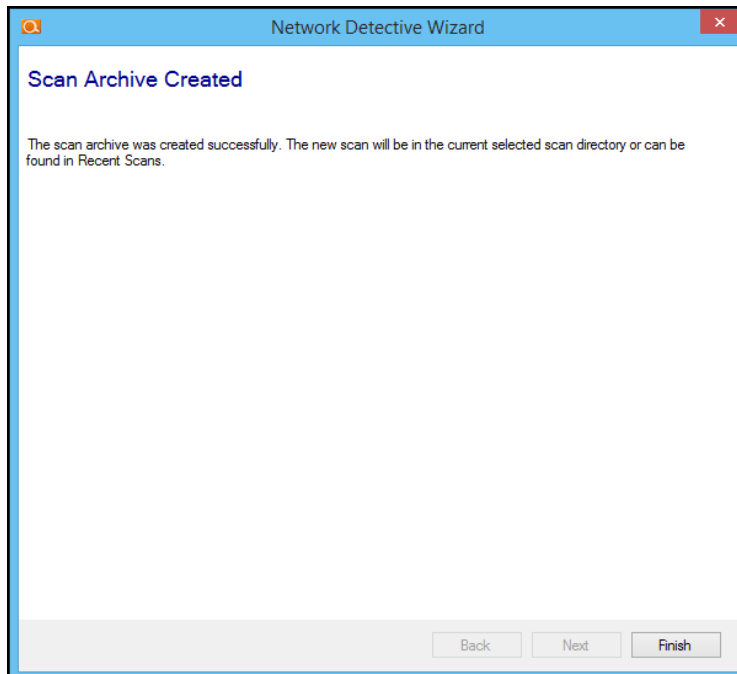 Network Detective Wizard
Scan Archive Created
The scan archive was created successfully. The new scan will be in the current selected scan directory or can be
found in Recent Scans.
Back Next Finish